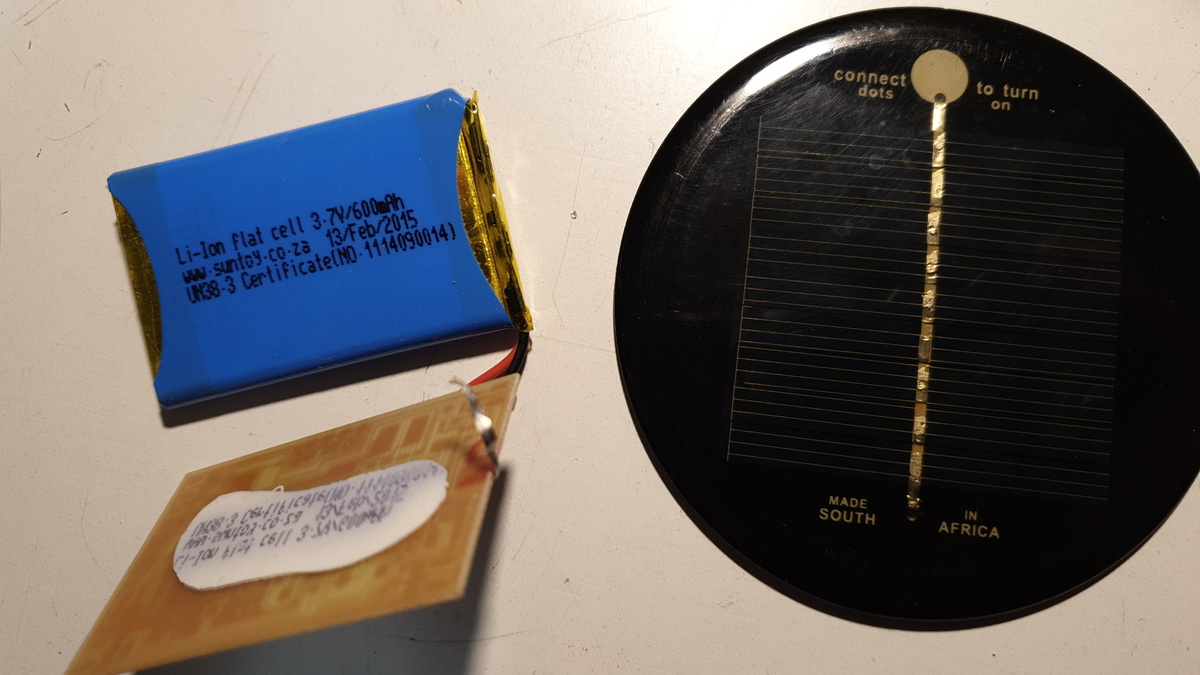 Li-Ion flat cell 3.7V/600mAh
www.suntoy.co.za 13/Feb/2015
UN38.3 Certificate(NO.1114090014)
connect dots
to turn on
MADE IN
SOUTH AFRICA